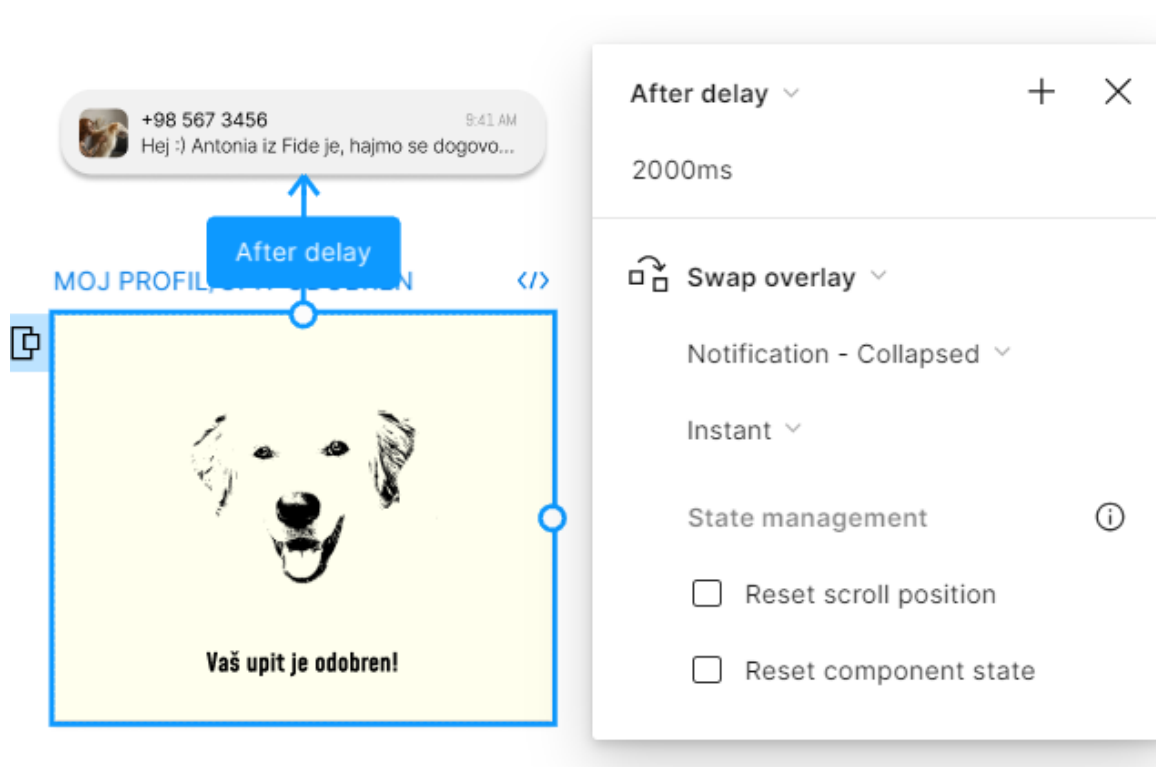 +98 567 3456
9:41 AM
Hej :) Antonia iz Fide je, hajmo se dogovo...
After delay
MOJ PROFIL
</>
Vaš upit je odobren!
After delay
2000ms
Swap overlay
Notification - Collapsed
Instant
State management
Reset scroll position
Reset component state